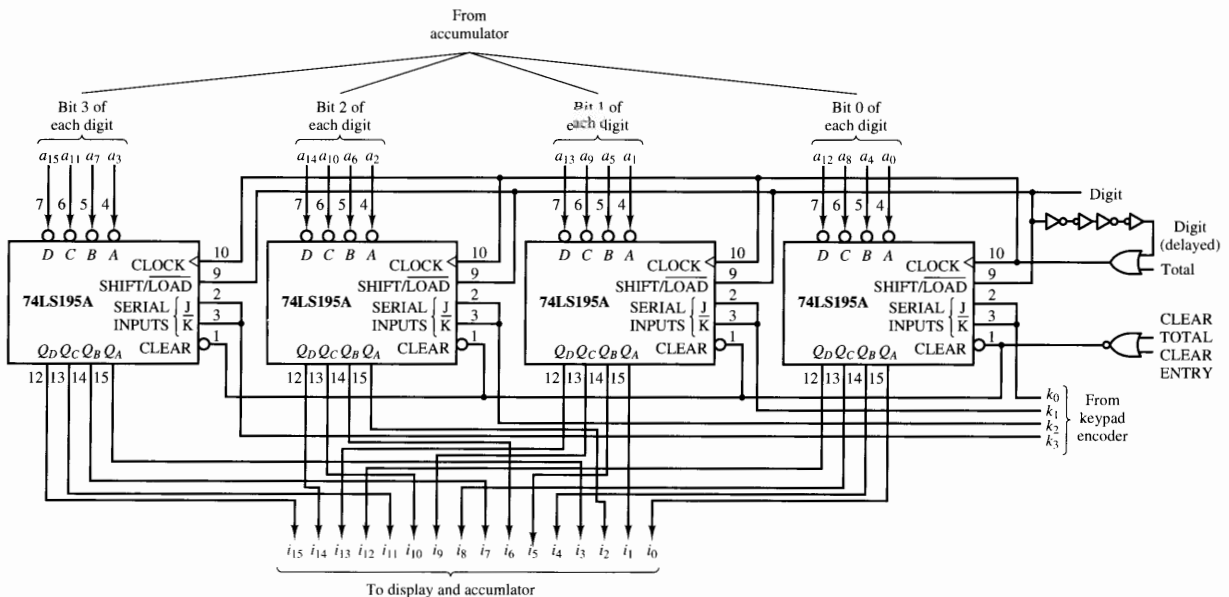 From
accumulator
Bit 3 of
each digit
Bit 2 of
each digit
Bit 1 of
each digit
Bit 0 of
each digit
a15 a11 a7 a3
a14 a10 a6 a2
a13 a9 a5 a1
a12 a8 a4 a0
7 6 5 4
7 6 5 4
7 6 5 4
7 6 5 4
Digit
Digit
(delayed)
Total
D C B A
CLOCK
10
SHIFT/LOAD
9
74LS195A
SERIAL
INPUTS
J
K
2
3
CLEAR
1
QD QC QB QA
12 13 14 15
D C B A
CLOCK
10
SHIFT/LOAD
9
74LS195A
SERIAL
INPUTS
J
K
2
3
CLEAR
1
QD QC QB QA
12 13 14 15
D C B A
CLOCK
10
SHIFT/LOAD
9
74LS195A
SERIAL
INPUTS
J
K
2
3
CLEAR
1
QD QC QB QA
12 13 14 15
D C B A
CLOCK
10
SHIFT/LOAD
9
74LS195A
SERIAL
INPUTS
J
K
2
3
CLEAR
1
QD QC QB QA
12 13 14 15
CLEAR
TOTAL
CLEAR
ENTRY
k0
k1
k2
k3
From
keypad
encoder
i15 i14 i13 i12 i11 i10 i9 i8 i7 i6 i5 i4 i3 i2 i1 i0
To display and accumlator